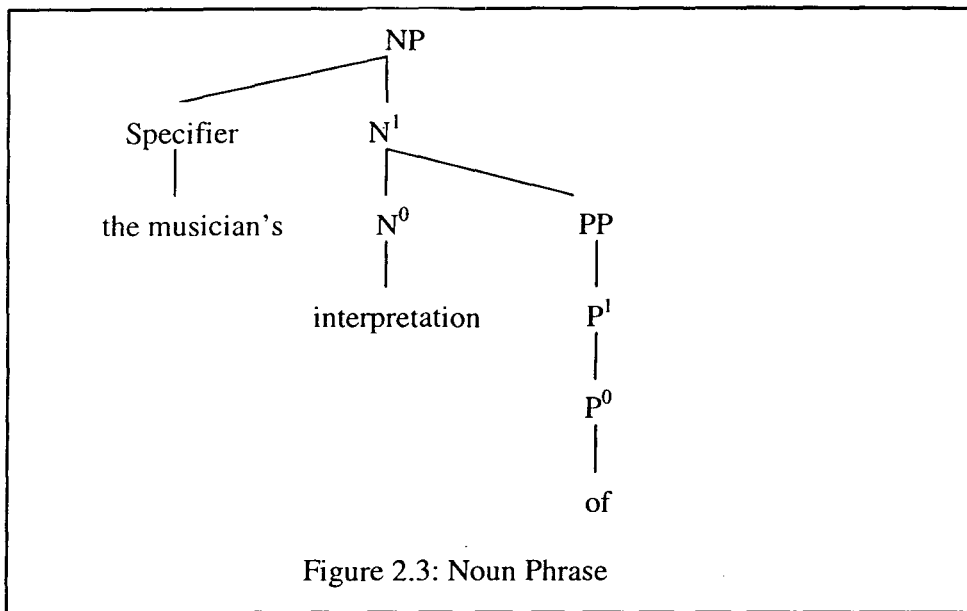 NP
Specifier N¹
the musician's N⁰ PP
interpretation P¹
P⁰
of
Figure 2.3: Noun Phrase